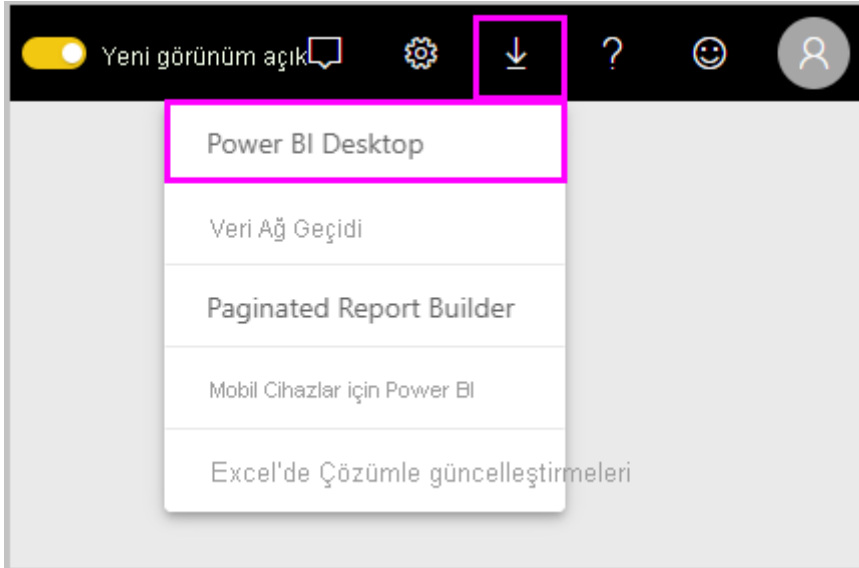 Yeni görünüm açık
Power BI Desktop
Veri Ağ Geçidi
Paginated Report Builder
Mobil Cihazlar için Power BI
Excel'de Çözümle güncelleştirmeleri